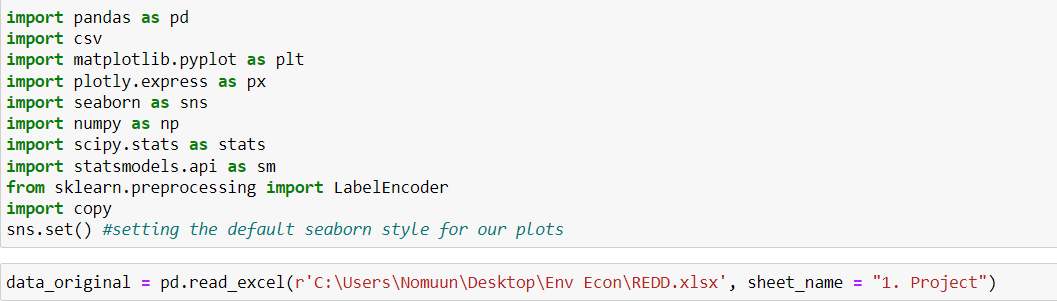 import pandas as pd
import csv
import matplotlib.pyplot as plt
import plotly.express as px
import seaborn as sns
import numpy as np
import scipy.stats as stats
import statsmodels.api as sm
from sklearn.preprocessing import LabelEncoder
import copy
sns.set() #setting the default seaborn style for our plots
data_original = pd.read_excel(r'C:\Users\Nomuun\Desktop\Env Econ\REDD.xlsx', sheet_name = "1. Project")